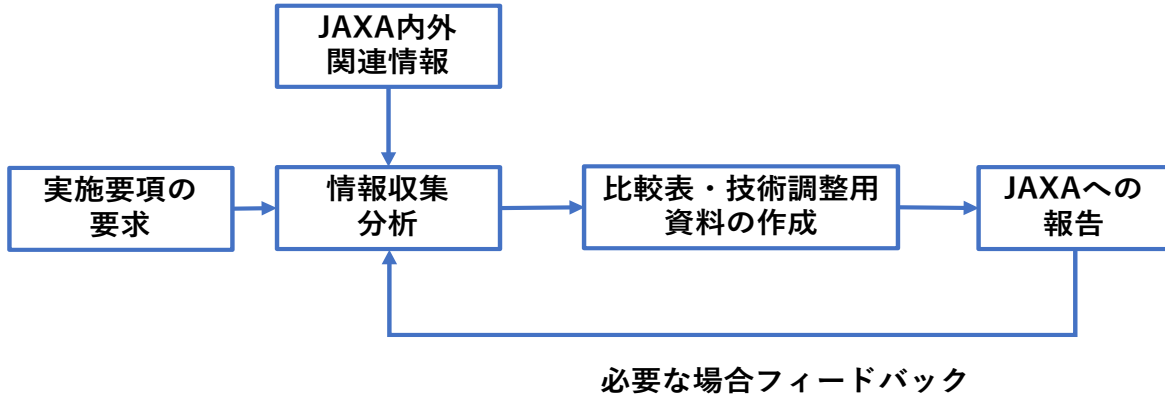 JAXA内外
関連情報
実施要項の
要求
情報収集
分析
比較表・技術調整用
資料の作成
JAXAへの
報告
必要な場合フィードバック